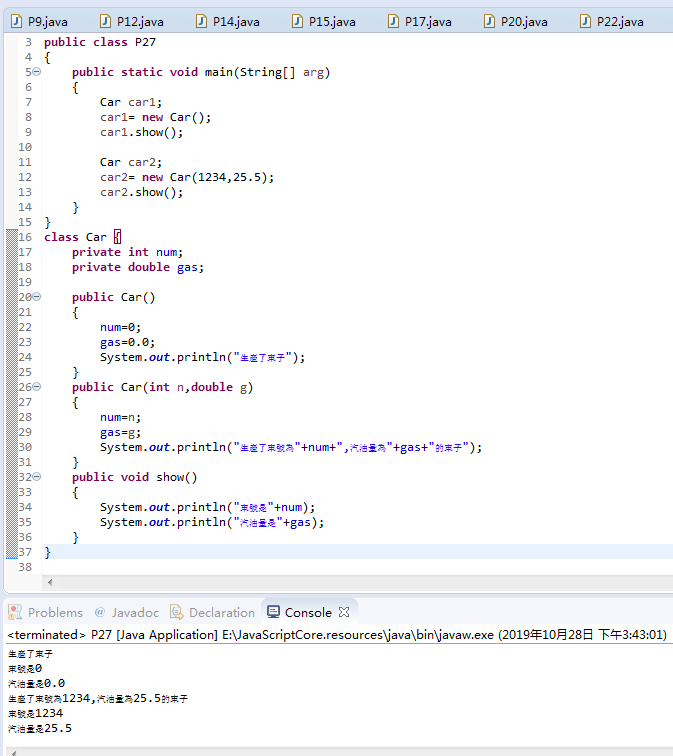 P9.java P12.java P14.java P15.java P17.java P20.java P22.java
3 public class P27
4 {
5 public static void main(String[] arg)
6 {
7 Car car1;
8 car1= new Car();
9 car1.show();
10
11 Car car2;
12 car2= new Car(1234,25.5);
13 car2.show();
14 }
15 }
16 class Car {
17 private int num;
18 private double gas;
19
20 public Car()
21 {
22 num=0;
23 gas=0.0;
24 System.out.println("生產了車子");
25 }
26 public Car(int n,double g)
27 {
28 num=n;
29 gas=g;
30 System.out.println("生產了車號為"+num+",汽油量為"+gas+"的車子");
31 }
32 public void show()
33 {
34 System.out.println("車號是"+num);
35 System.out.println("汽油量是"+gas);
36 }
37 }
38
Problems @ Javadoc Declaration Console
<terminated> P27 [Java Application] E:\JavaScriptCore.resources\java\bin\javaw.exe (2019年10月28日 下午3:43:01)
生產了車子
車號是0
汽油量是0.0
生產了車號為1234,汽油量為25.5的車子
車號是1234
汽油量是25.5